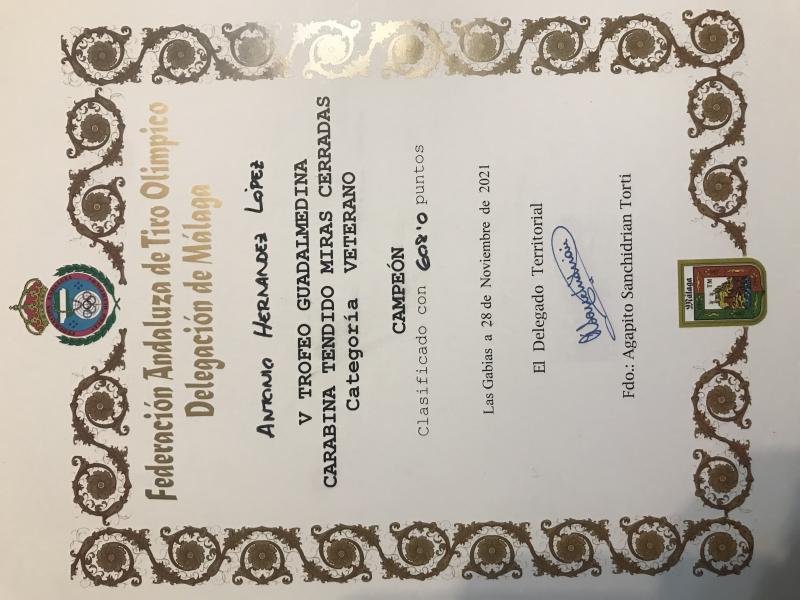 Federación Andaluza de Tiro Olímpico
Delegación de Málaga
ANTONIO HERNANDEZ LÓPEZ
V TROFEO GUADALMEDINA
CARABINA TENDIDO MIRAS CERRADAS
Categoría VETERANO
CAMPEÓN
Clasificado con 608'0 puntos
Las Gabias a 28 de Noviembre de 2021
El Delegado Territorial
Fdo.: Agapito Sanchidrian Torti
Málaga